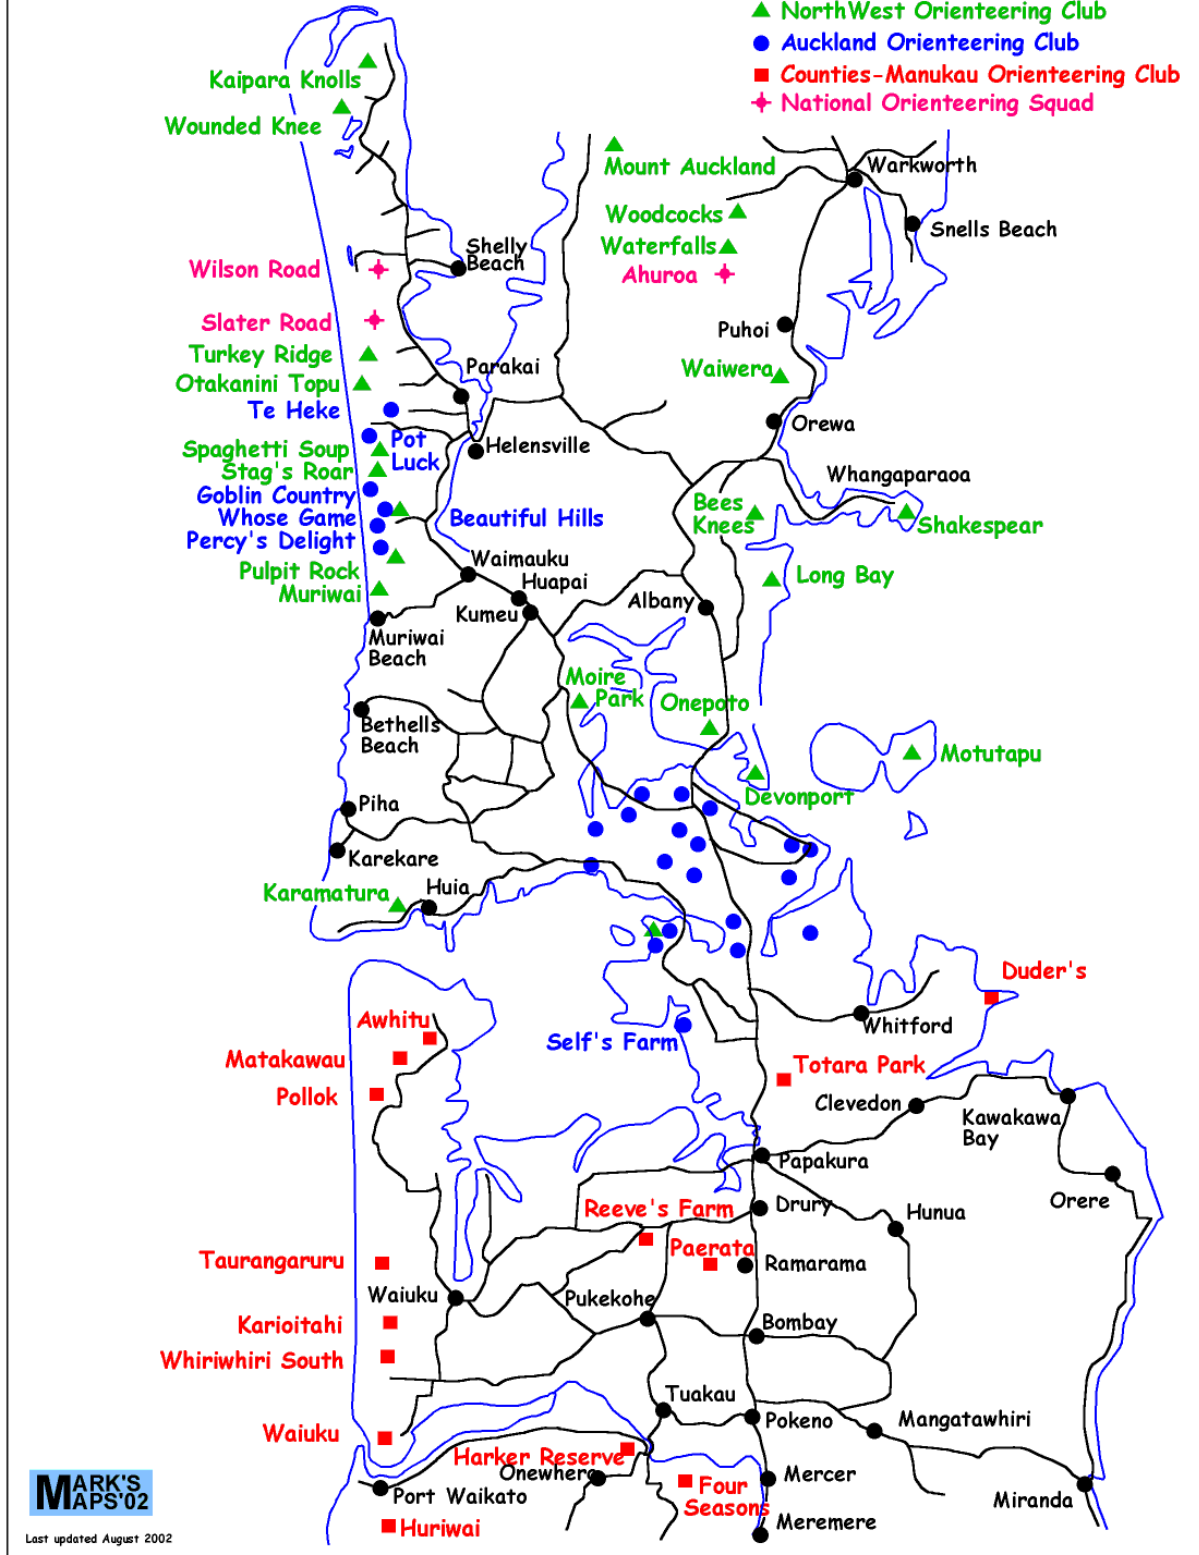 NorthWest Orienteering Club
Auckland Orienteering Club
Counties-Manukau Orienteering Club
National Orienteering Squad
Kaipara Knolls
Wounded Knee
Mount Auckland
Warkworth
Woodcocks
Snells Beach
Waterfalls
Shelly
Beach
Wilson Road
Ahuroa
Slater Road
Puhoi
Turkey Ridge
Parakai
Waiwera
Otakanini Topu
Te Heke
Orewa
Pot
Luck
Helensville
Spaghetti Soup
Stag's Roar
Whangaparaoa
Goblin Country
Bees
Knees
Whose Game
Beautiful Hills
Shakespear
Percy's Delight
Waimauku
Pulpit Rock
Huapai
Long Bay
Muriwai
Kumeu
Albany
Muriwai
Beach
Moire
Park
Onepoto
Bethells
Beach
Motutapu
Devonport
Piha
Karekare
Karamatura
Huia
Duder's
Awhitu
Whitford
Self's Farm
Matakawau
Totara Park
Pollok
Clevedon
Kawakawa
Bay
Papakura
Orere
Reeve's Farm
Drury
Hunua
Paerata
Taurangaruru
Ramarama
Waiuku
Pukekohe
Karioitahi
Bombay
Whiriwhiri South
Tuakau
Pokeno
Mangatawhiri
Waiuku
Harker Reserve
Onewhero
Mercer
Four
Seasons
Port Waikato
Miranda
Huriwai
Meremere
MARK'S
MAPS'02
Last updated August 2002